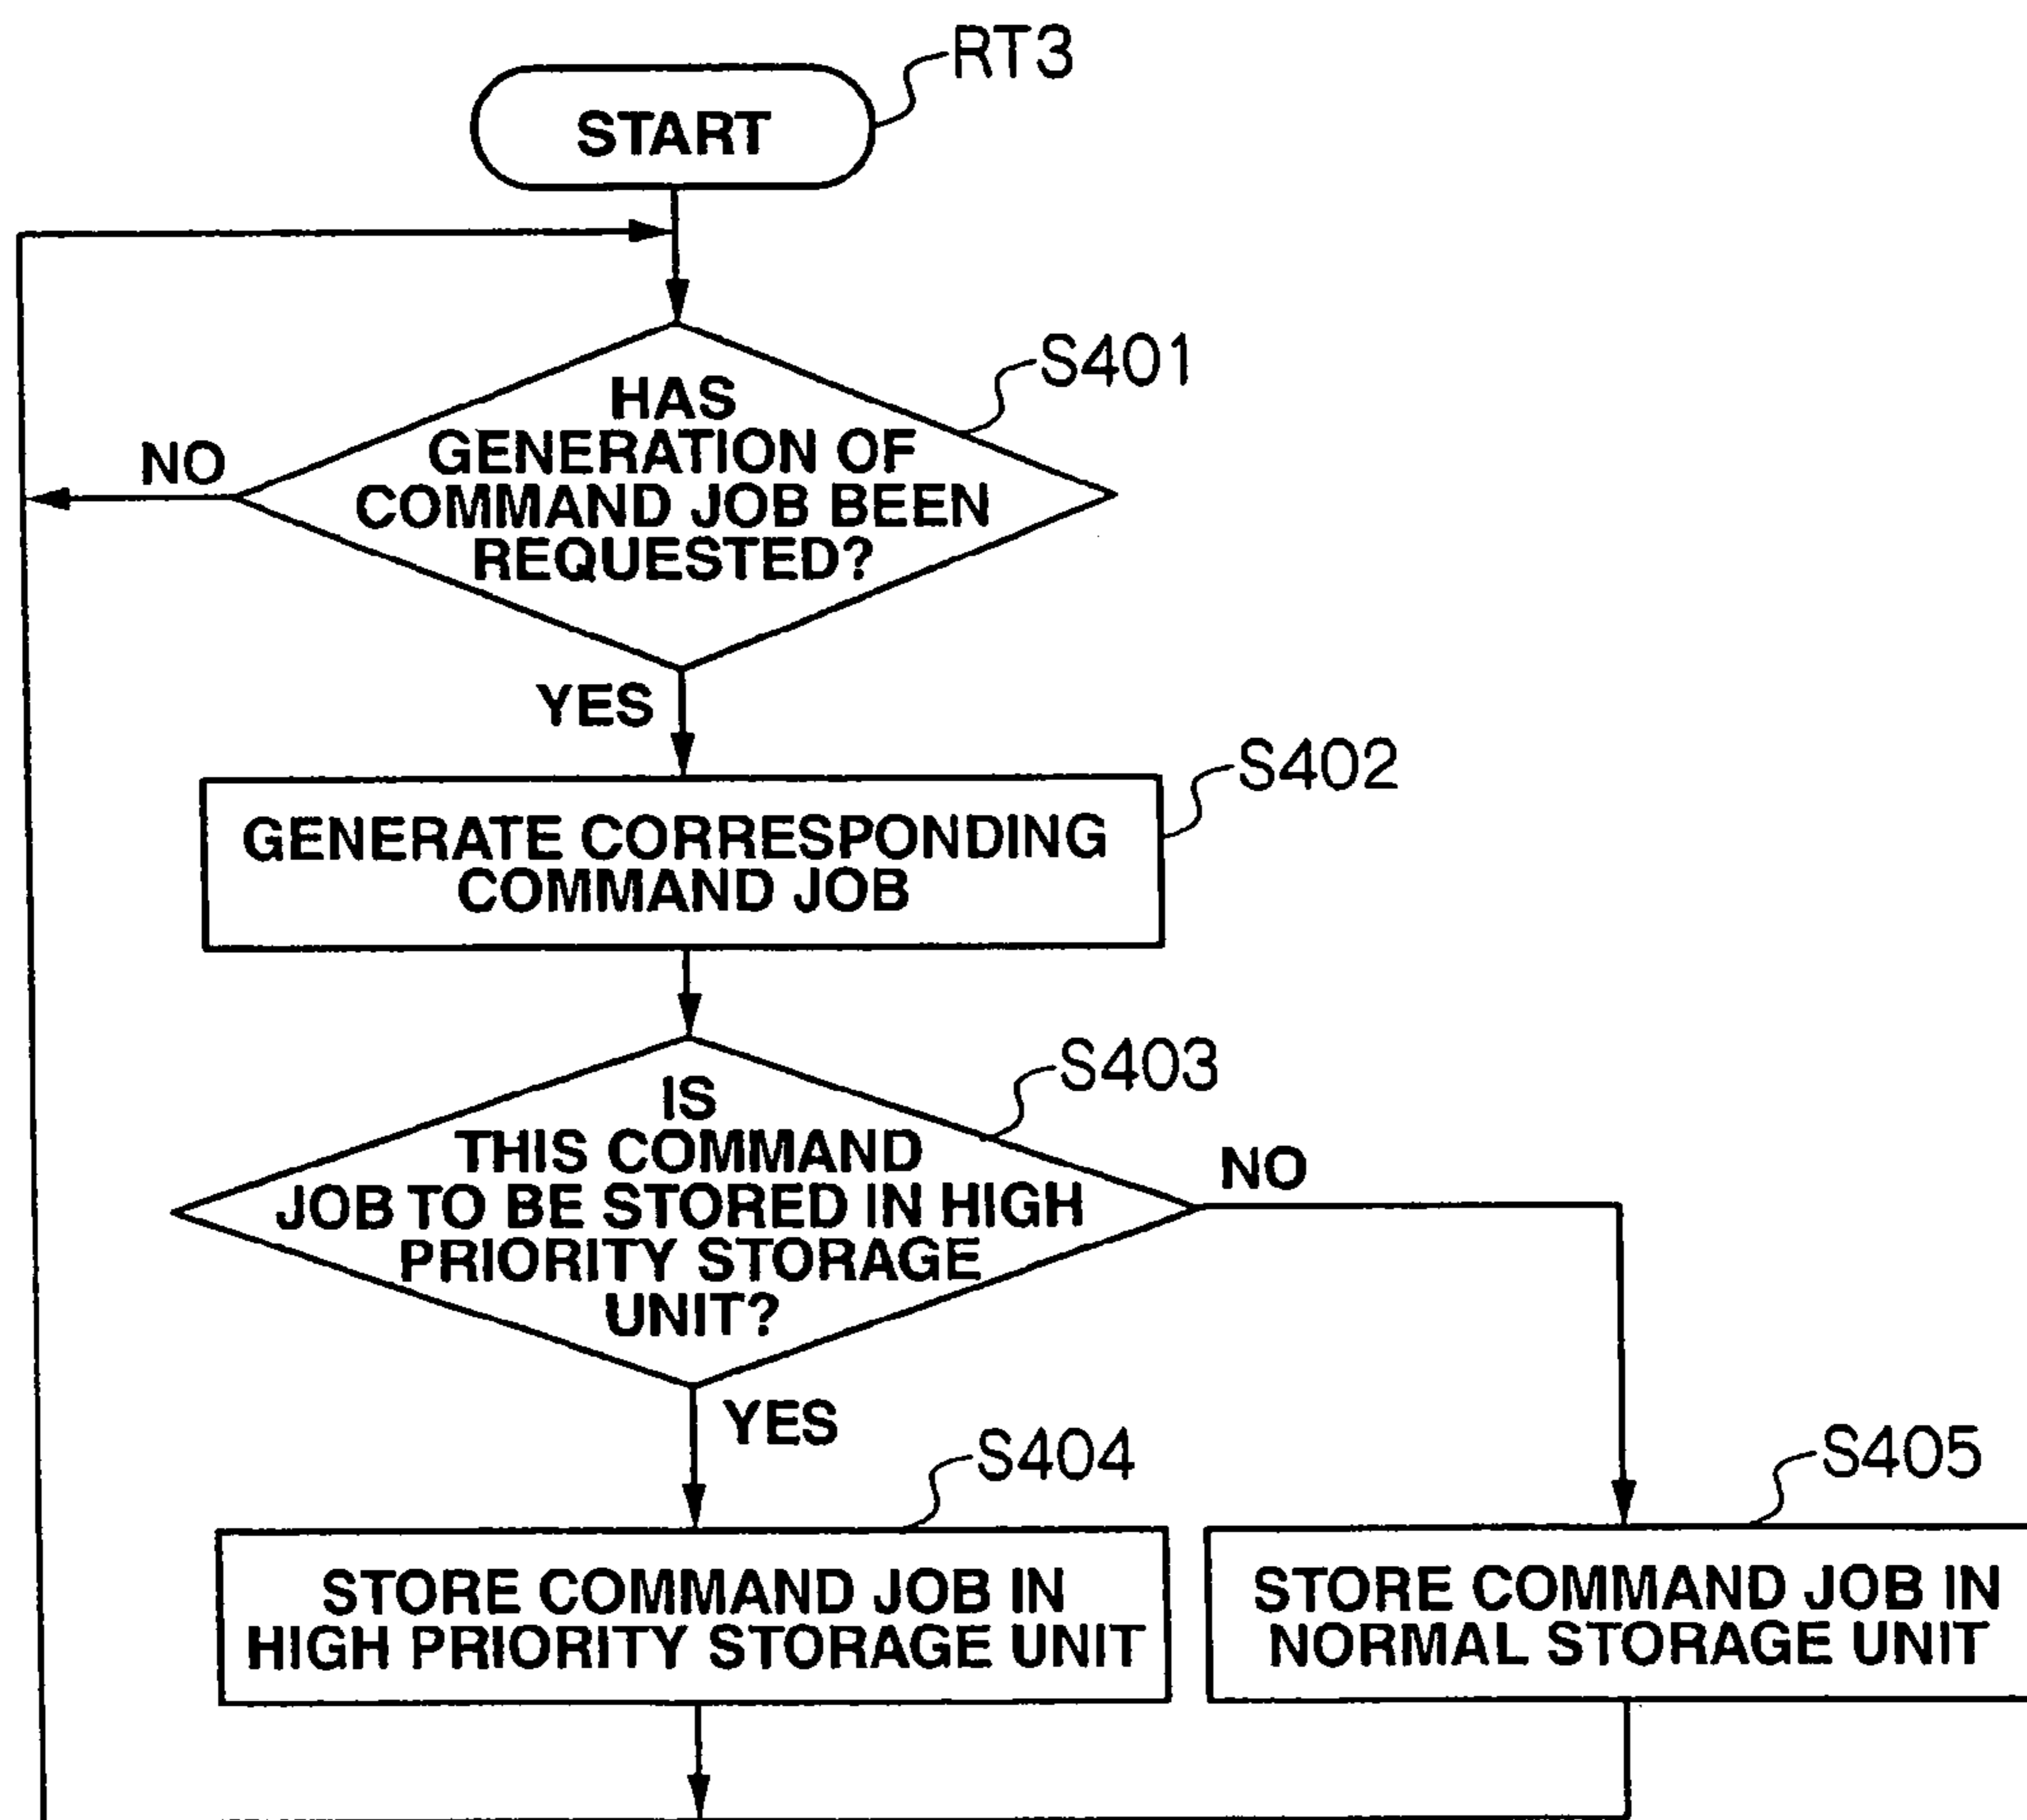 RT3
START
S401
HAS
GENERATION OF
COMMAND JOB BEEN
REQUESTED?
NO
YES
S402
GENERATE CORRESPONDING
COMMAND JOB
S403
IS
THIS COMMAND
JOB TO BE STORED IN HIGH
PRIORITY STORAGE
UNIT?
NO
YES
S404
STORE COMMAND JOB IN
HIGH PRIORITY STORAGE UNIT
S405
STORE COMMAND JOB IN
NORMAL STORAGE UNIT